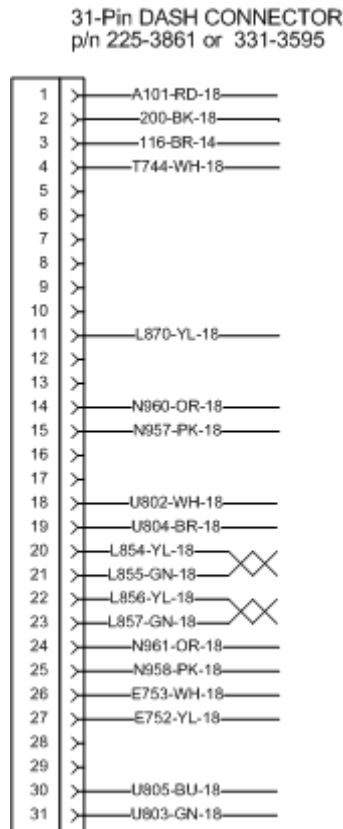 31-Pin DASH CONNECTOR
p/n 225-3861 or 331-3595
1 A101-RD-18
2 200-BK-18
3 116-BR-14
4 T744-WH-18
5
6
7
8
9
10
11 L870-YL-18
12
13
14 N960-OR-18
15 N957-PK-18
16
17
18 U802-WH-18
19 U804-BR-18
20 L854-YL-18
21 L855-GN-18
22 L856-YL-18
23 L857-GN-18
24 N961-OR-18
25 N958-PK-18
26 E753-WH-18
27 E752-YL-18
28
29
30 U805-BU-18
31 U803-GN-18